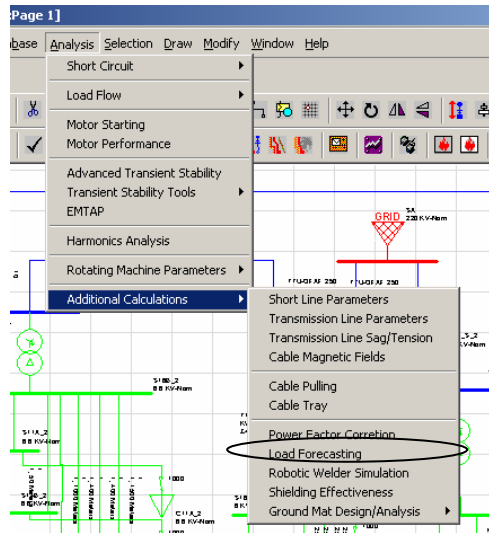 Page 1]
base Analysis Selection Draw Modify Window Help
Short Circuit
Load Flow
Motor Starting
Motor Performance
Advanced Transient Stability
Transient Stability Tools
EMTAP
Harmonics Analysis
Rotating Machine Parameters
Additional Calculations
GRID
220 KV-Nom
Short Line Parameters
Transmission Line Parameters
Transmission Line Sag/Tension
Cable Magnetic Fields
Cable Pulling
Cable Tray
Power Factor Corretion
Load Forecasting
Robotic Welder Simulation
Shielding Effectiveness
Ground Mat Design/Analysis